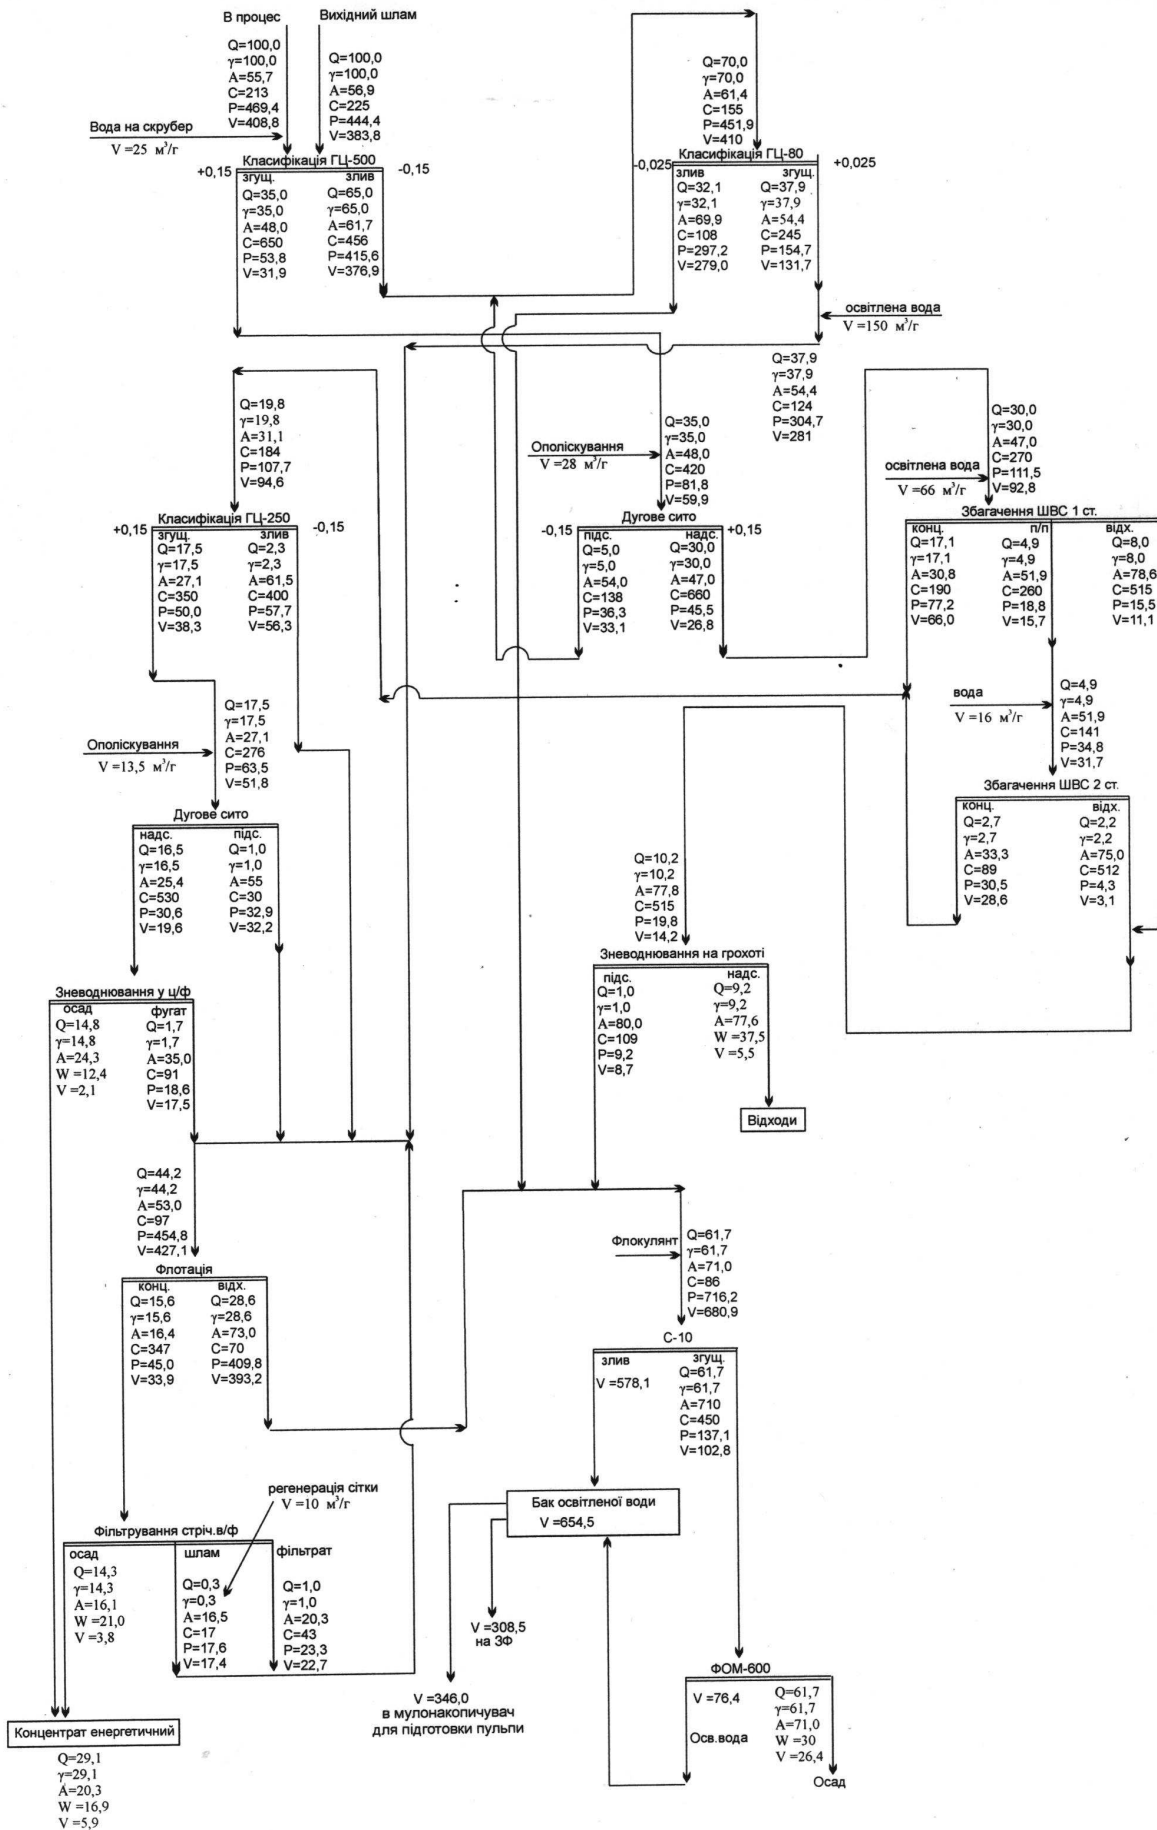 В процес
Вихідний шлам
Q=100,0
γ=100,0
A=55,7
C=213
P=469,4
V=408,8
Q=100,0
γ=100,0
A=56,9
C=225
P=444,4
V=383,8
Вода на скрубер
V =25 м³/г
Класифікація ГЦ-500
+0,15
-0,15
згущ.
злив
Q=35,0
γ=35,0
A=48,0
C=650
P=53,8
V=31,9
Q=65,0
γ=65,0
A=61,7
C=456
P=415,6
V=376,9
Q=70,0
γ=70,0
A=61,4
C=155
P=451,9
V=410
Класифікація ГЦ-80
-0,025
+0,025
злив
згущ.
Q=32,1
γ=32,1
A=69,9
C=108
P=297,2
V=279,0
Q=37,9
γ=37,9
A=54,4
C=245
P=154,7
V=131,7
освітлена вода
V =150 м³/г
Q=37,9
γ=37,9
A=54,4
C=124
P=304,7
V=281
Q=19,8
γ=19,8
A=31,1
C=184
P=107,7
V=94,6
Ополіскування
V =28 м³/г
Q=35,0
γ=35,0
A=48,0
C=420
P=81,8
V=59,9
освітлена вода
V =66 м³/г
Q=30,0
γ=30,0
A=47,0
C=270
P=111,5
V=92,8
Класифікація ГЦ-250
+0,15
-0,15
згущ.
злив
Q=17,5
γ=17,5
A=27,1
C=350
P=50,0
V=38,3
Q=2,3
γ=2,3
A=61,5
C=400
P=57,7
V=56,3
Дугове сито
-0,15
+0,15
підс.
надс.
Q=5,0
γ=5,0
A=54,0
C=138
P=36,3
V=33,1
Q=30,0
γ=30,0
A=47,0
C=660
P=45,5
V=26,8
Збагачення ШВС 1 ст.
конц.
п/п
відх.
Q=17,1
γ=17,1
A=30,8
C=190
P=77,2
V=66,0
Q=4,9
γ=4,9
A=51,9
C=260
P=18,8
V=15,7
Q=8,0
γ=8,0
A=78,6
C=515
P=15,5
V=11,1
вода
V =16 м³/г
Q=4,9
γ=4,9
A=51,9
C=141
P=34,8
V=31,7
Ополіскування
V =13,5 м³/г
Q=17,5
γ=17,5
A=27,1
C=276
P=63,5
V=51,8
Збагачення ШВС 2 ст.
конц.
відх.
Q=2,7
γ=2,7
A=33,3
C=89
P=30,5
V=28,6
Q=2,2
γ=2,2
A=75,0
C=512
P=4,3
V=3,1
Дугове сито
надс.
підс.
Q=16,5
γ=16,5
A=25,4
C=530
P=30,6
V=19,6
Q=1,0
γ=1,0
A=55
C=30
P=32,9
V=32,2
Q=10,2
γ=10,2
A=77,8
C=515
P=19,8
V=14,2
Зневоднювання на грохоті
підс.
надс.
Q=1,0
γ=1,0
A=80,0
C=109
P=9,2
V=8,7
Q=9,2
γ=9,2
A=77,6
W =37,5
V =5,5
Відходи
Зневоднювання у ц/ф
осад
фугат
Q=14,8
γ=14,8
A=24,3
W =12,4
V =2,1
Q=1,7
γ=1,7
A=35,0
C=91
P=18,6
V=17,5
Q=44,2
γ=44,2
A=53,0
C=97
P=454,8
V=427,1
Флотація
конц.
відх.
Q=15,6
γ=15,6
A=16,4
C=347
P=45,0
V=33,9
Q=28,6
γ=28,6
A=73,0
C=70
P=409,8
V=393,2
Флокулянт
Q=61,7
γ=61,7
A=71,0
C=86
P=716,2
V=680,9
С-10
злив
згущ.
V =578,1
Q=61,7
γ=61,7
A=710
C=450
P=137,1
V=102,8
регенерація сітки
V =10 м³/г
Бак освітленої води
V =654,5
Фільтрування стріч.в/ф
осад
шлам
фільтрат
Q=14,3
γ=14,3
A=16,1
W =21,0
V =3,8
Q=0,3
γ=0,3
A=16,5
C=17
P=17,6
V=17,4
Q=1,0
γ=1,0
A=20,3
C=43
P=23,3
V=22,7
V =308,5
на ЗФ
V =346,0
в мулонакопичувач
для підготовки пульпи
ФОМ-600
V =76,4
Осв.вода
Q=61,7
γ=61,7
A=71,0
W =30
V =26,4
Осад
Концентрат енергетичний
Q=29,1
γ=29,1
A=20,3
W =16,9
V =5,9